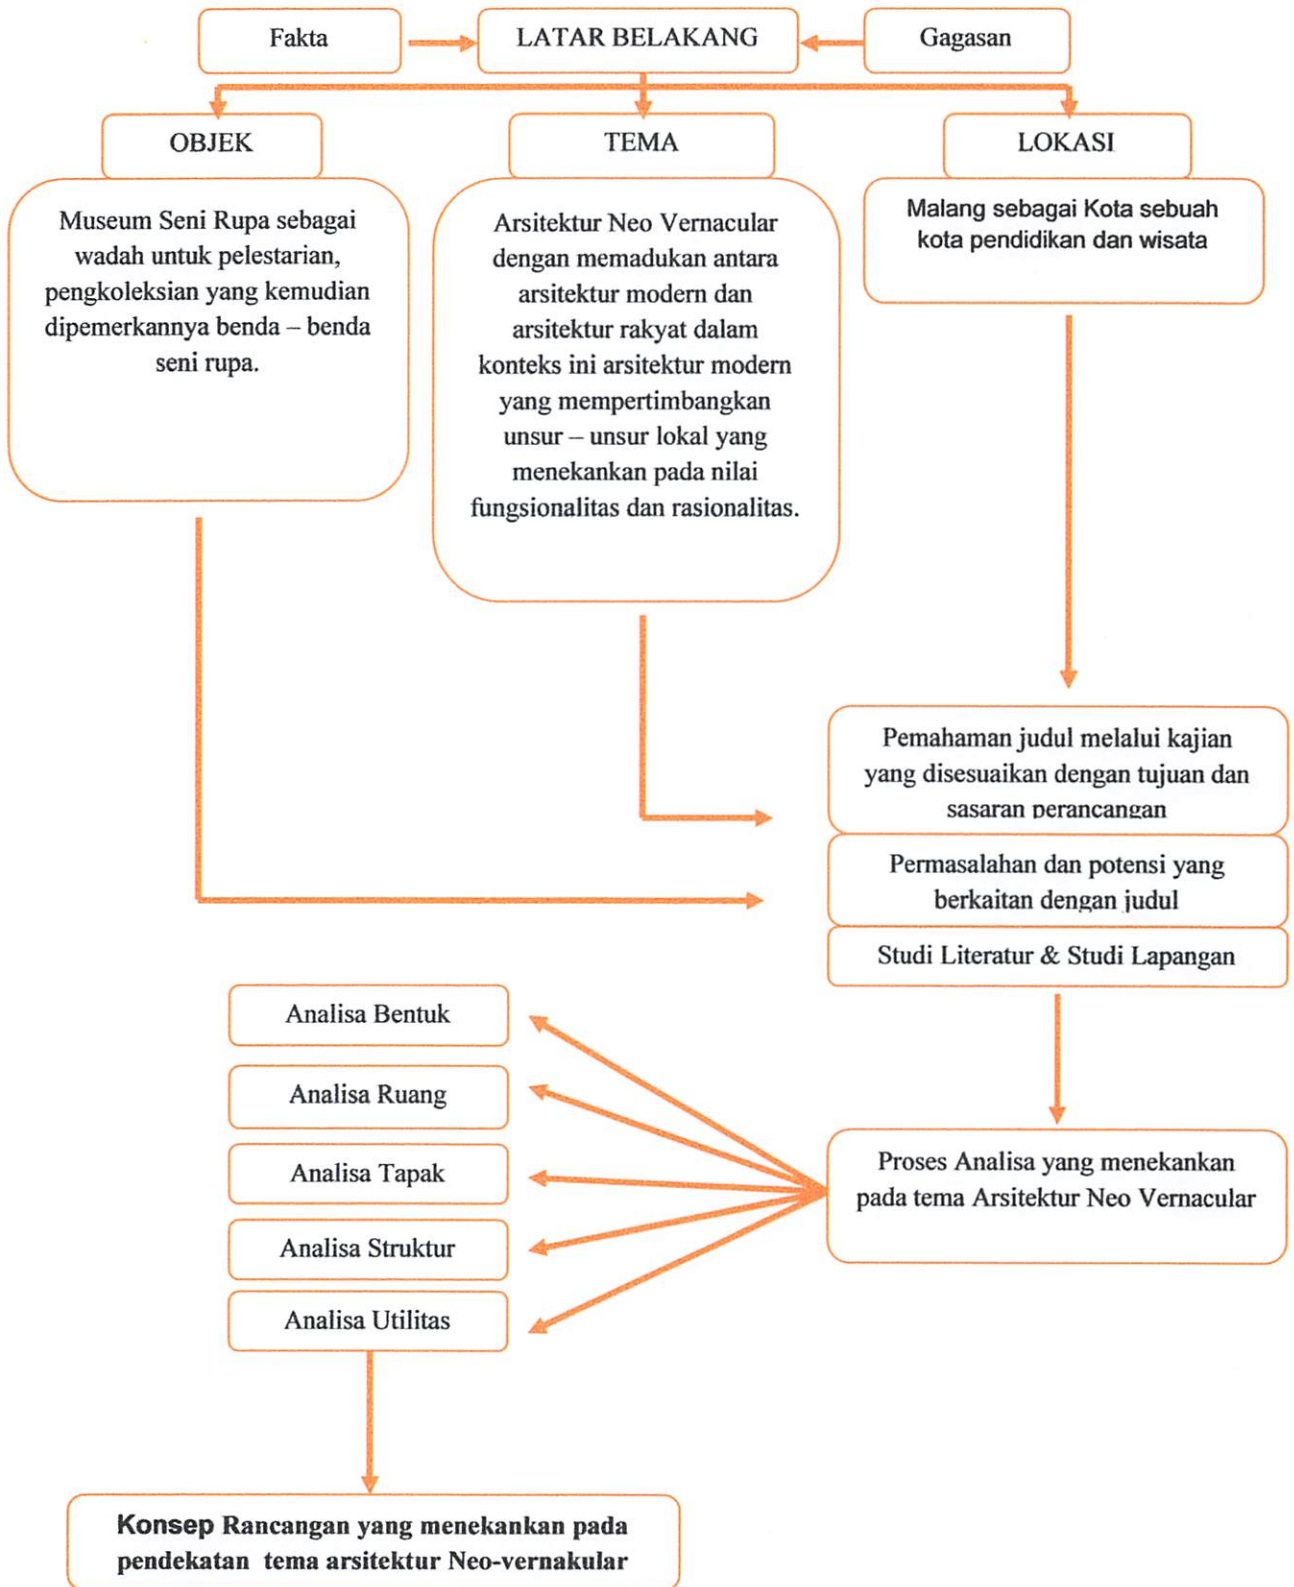 Fakta
LATAR BELAKANG
Gagasan
OBJEK
TEMA
LOKASI
Museum Seni Rupa sebagai
wadah untuk pelestarian,
pengkoleksian yang kemudian
dipemerkannya benda – benda
seni rupa.
Arsitektur Neo Vernacular
dengan memadukan antara
arsitektur modern dan
arsitektur rakyat dalam
konteks ini arsitektur modern
yang mempertimbangkan
unsur – unsur lokal yang
menekankan pada nilai
fungsionalitas dan rasionalitas.
Malang sebagai Kota sebuah
kota pendidikan dan wisata
Pemahaman judul melalui kajian
yang disesuaikan dengan tujuan dan
sasaran perancangan
Permasalahan dan potensi yang
berkaitan dengan judul
Studi Literatur & Studi Lapangan
Proses Analisa yang menekankan
pada tema Arsitektur Neo Vernacular
Analisa Bentuk
Analisa Ruang
Analisa Tapak
Analisa Struktur
Analisa Utilitas
Konsep Rancangan yang menekankan pada
pendekatan tema arsitektur Neo-vernakular